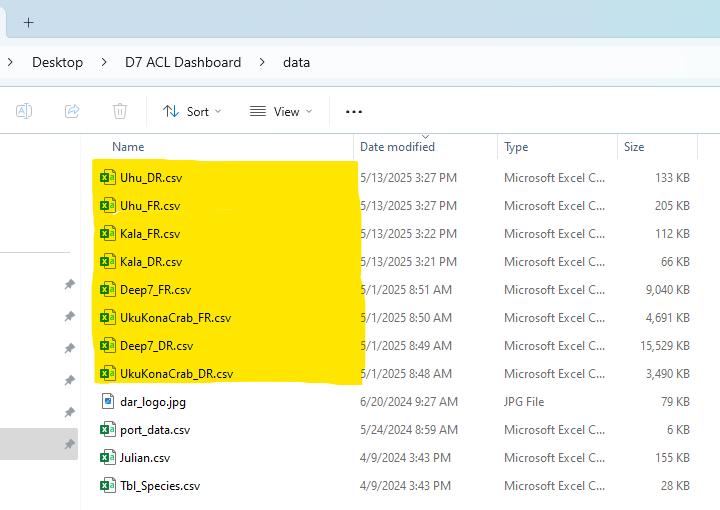 Desktop > D7 ACL Dashboard > data
Sort View
Name Date modified Type Size
Uhu_DR.csv 5/13/2025 3:27 PM Microsoft Excel C... 133 KB
Uhu_FR.csv 5/13/2025 3:27 PM Microsoft Excel C... 205 KB
Kala_FR.csv 5/13/2025 3:22 PM Microsoft Excel C... 112 KB
Kala_DR.csv 5/13/2025 3:21 PM Microsoft Excel C... 66 KB
Deep7_FR.csv 5/1/2025 8:51 AM Microsoft Excel C... 9,040 KB
UkuKonaCrab_FR.csv 5/1/2025 8:50 AM Microsoft Excel C... 4,691 KB
Deep7_DR.csv 5/1/2025 8:49 AM Microsoft Excel C... 15,529 KB
UkuKonaCrab_DR.csv 5/1/2025 8:48 AM Microsoft Excel C... 3,490 KB
dar_logo.jpg 6/20/2024 9:27 AM JPG File 79 KB
port_data.csv 5/24/2024 8:59 AM Microsoft Excel C... 6 KB
Julian.csv 4/9/2024 3:43 PM Microsoft Excel C... 155 KB
Tbl_Species.csv 4/9/2024 3:43 PM Microsoft Excel C... 28 KB